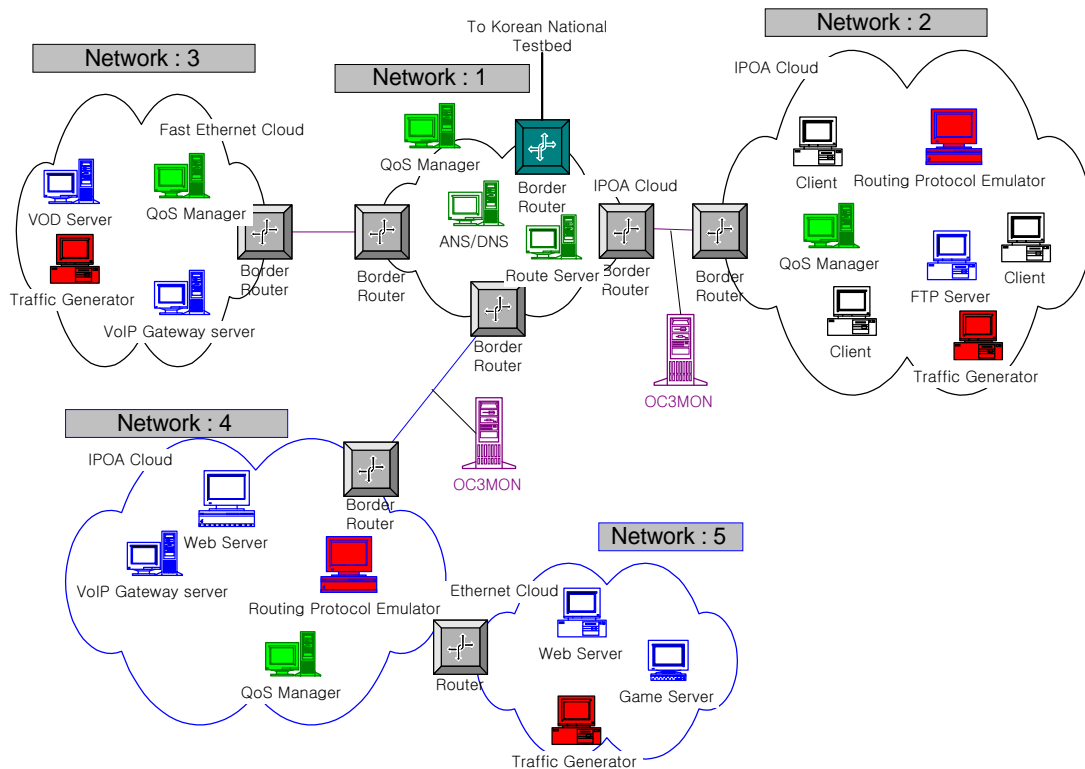 To Korean National
Testbed
Network : 3
Network : 1
Network : 2
Fast Ethernet Cloud
VOD Server
QoS Manager
Traffic Generator
VoIP Gateway server
Border
Router
Border
Router
QoS Manager
Border
Router
IPOA Cloud
ANS/DNS
Route Server
Border
Router
Border
Router
Border
Router
OC3MON
OC3MON
IPOA Cloud
Client
Routing Protocol Emulator
QoS Manager
FTP Server
Client
Client
Traffic Generator
Network : 4
IPOA Cloud
Web Server
Border
Router
VoIP Gateway server
Routing Protocol Emulator
QoS Manager
Router
Network : 5
Ethernet Cloud
Web Server
Game Server
Traffic Generator